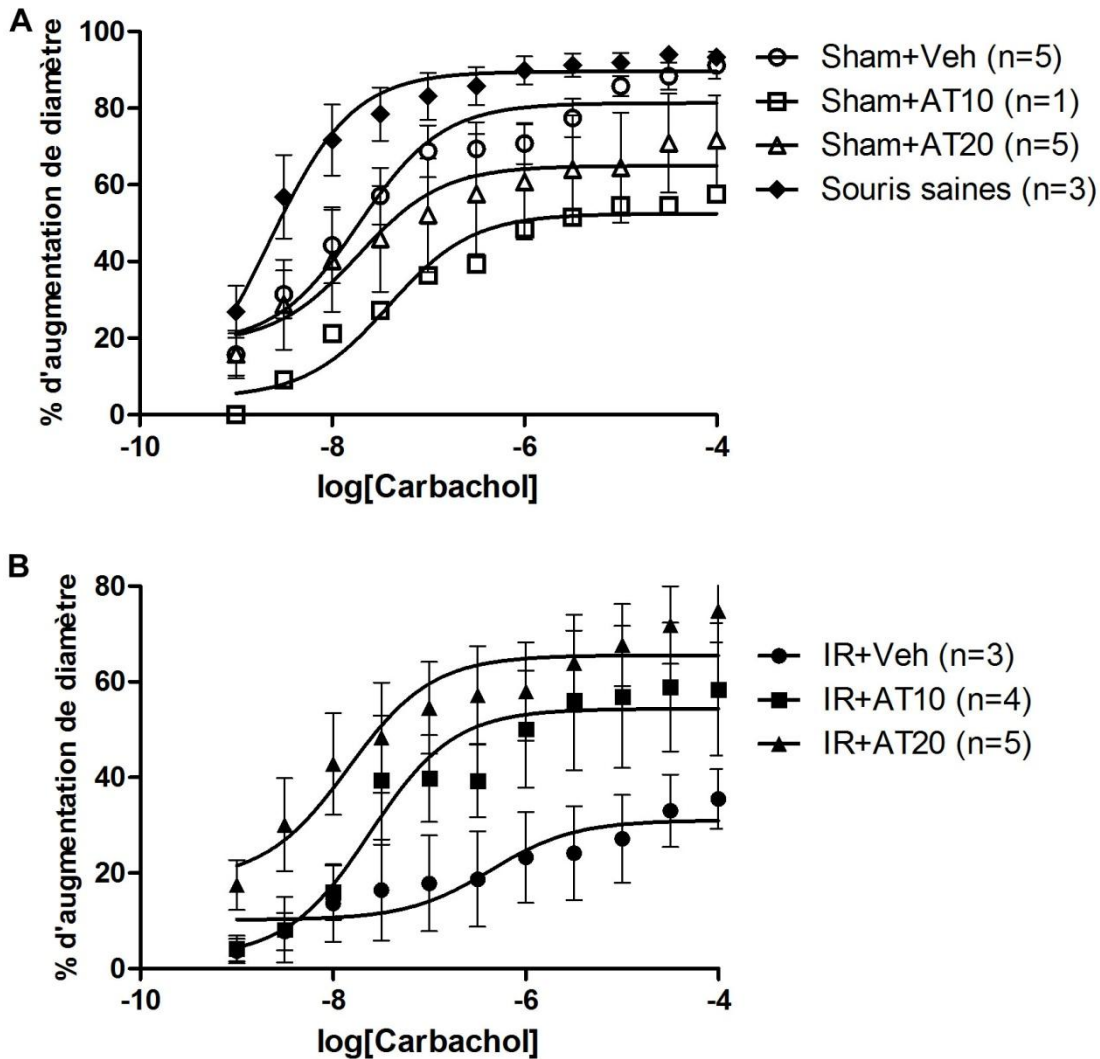 A
% d'augmentation de diamètre
100
80
60
40
20
0
-10
-8
-6
-4
log[Carbachol]
Sham+Veh (n=5)
Sham+AT10 (n=1)
Sham+AT20 (n=5)
Souris saines (n=3)
B
% d'augmentation de diamètre
80
60
40
20
0
-10
-8
-6
-4
log[Carbachol]
IR+Veh (n=3)
IR+AT10 (n=4)
IR+AT20 (n=5)